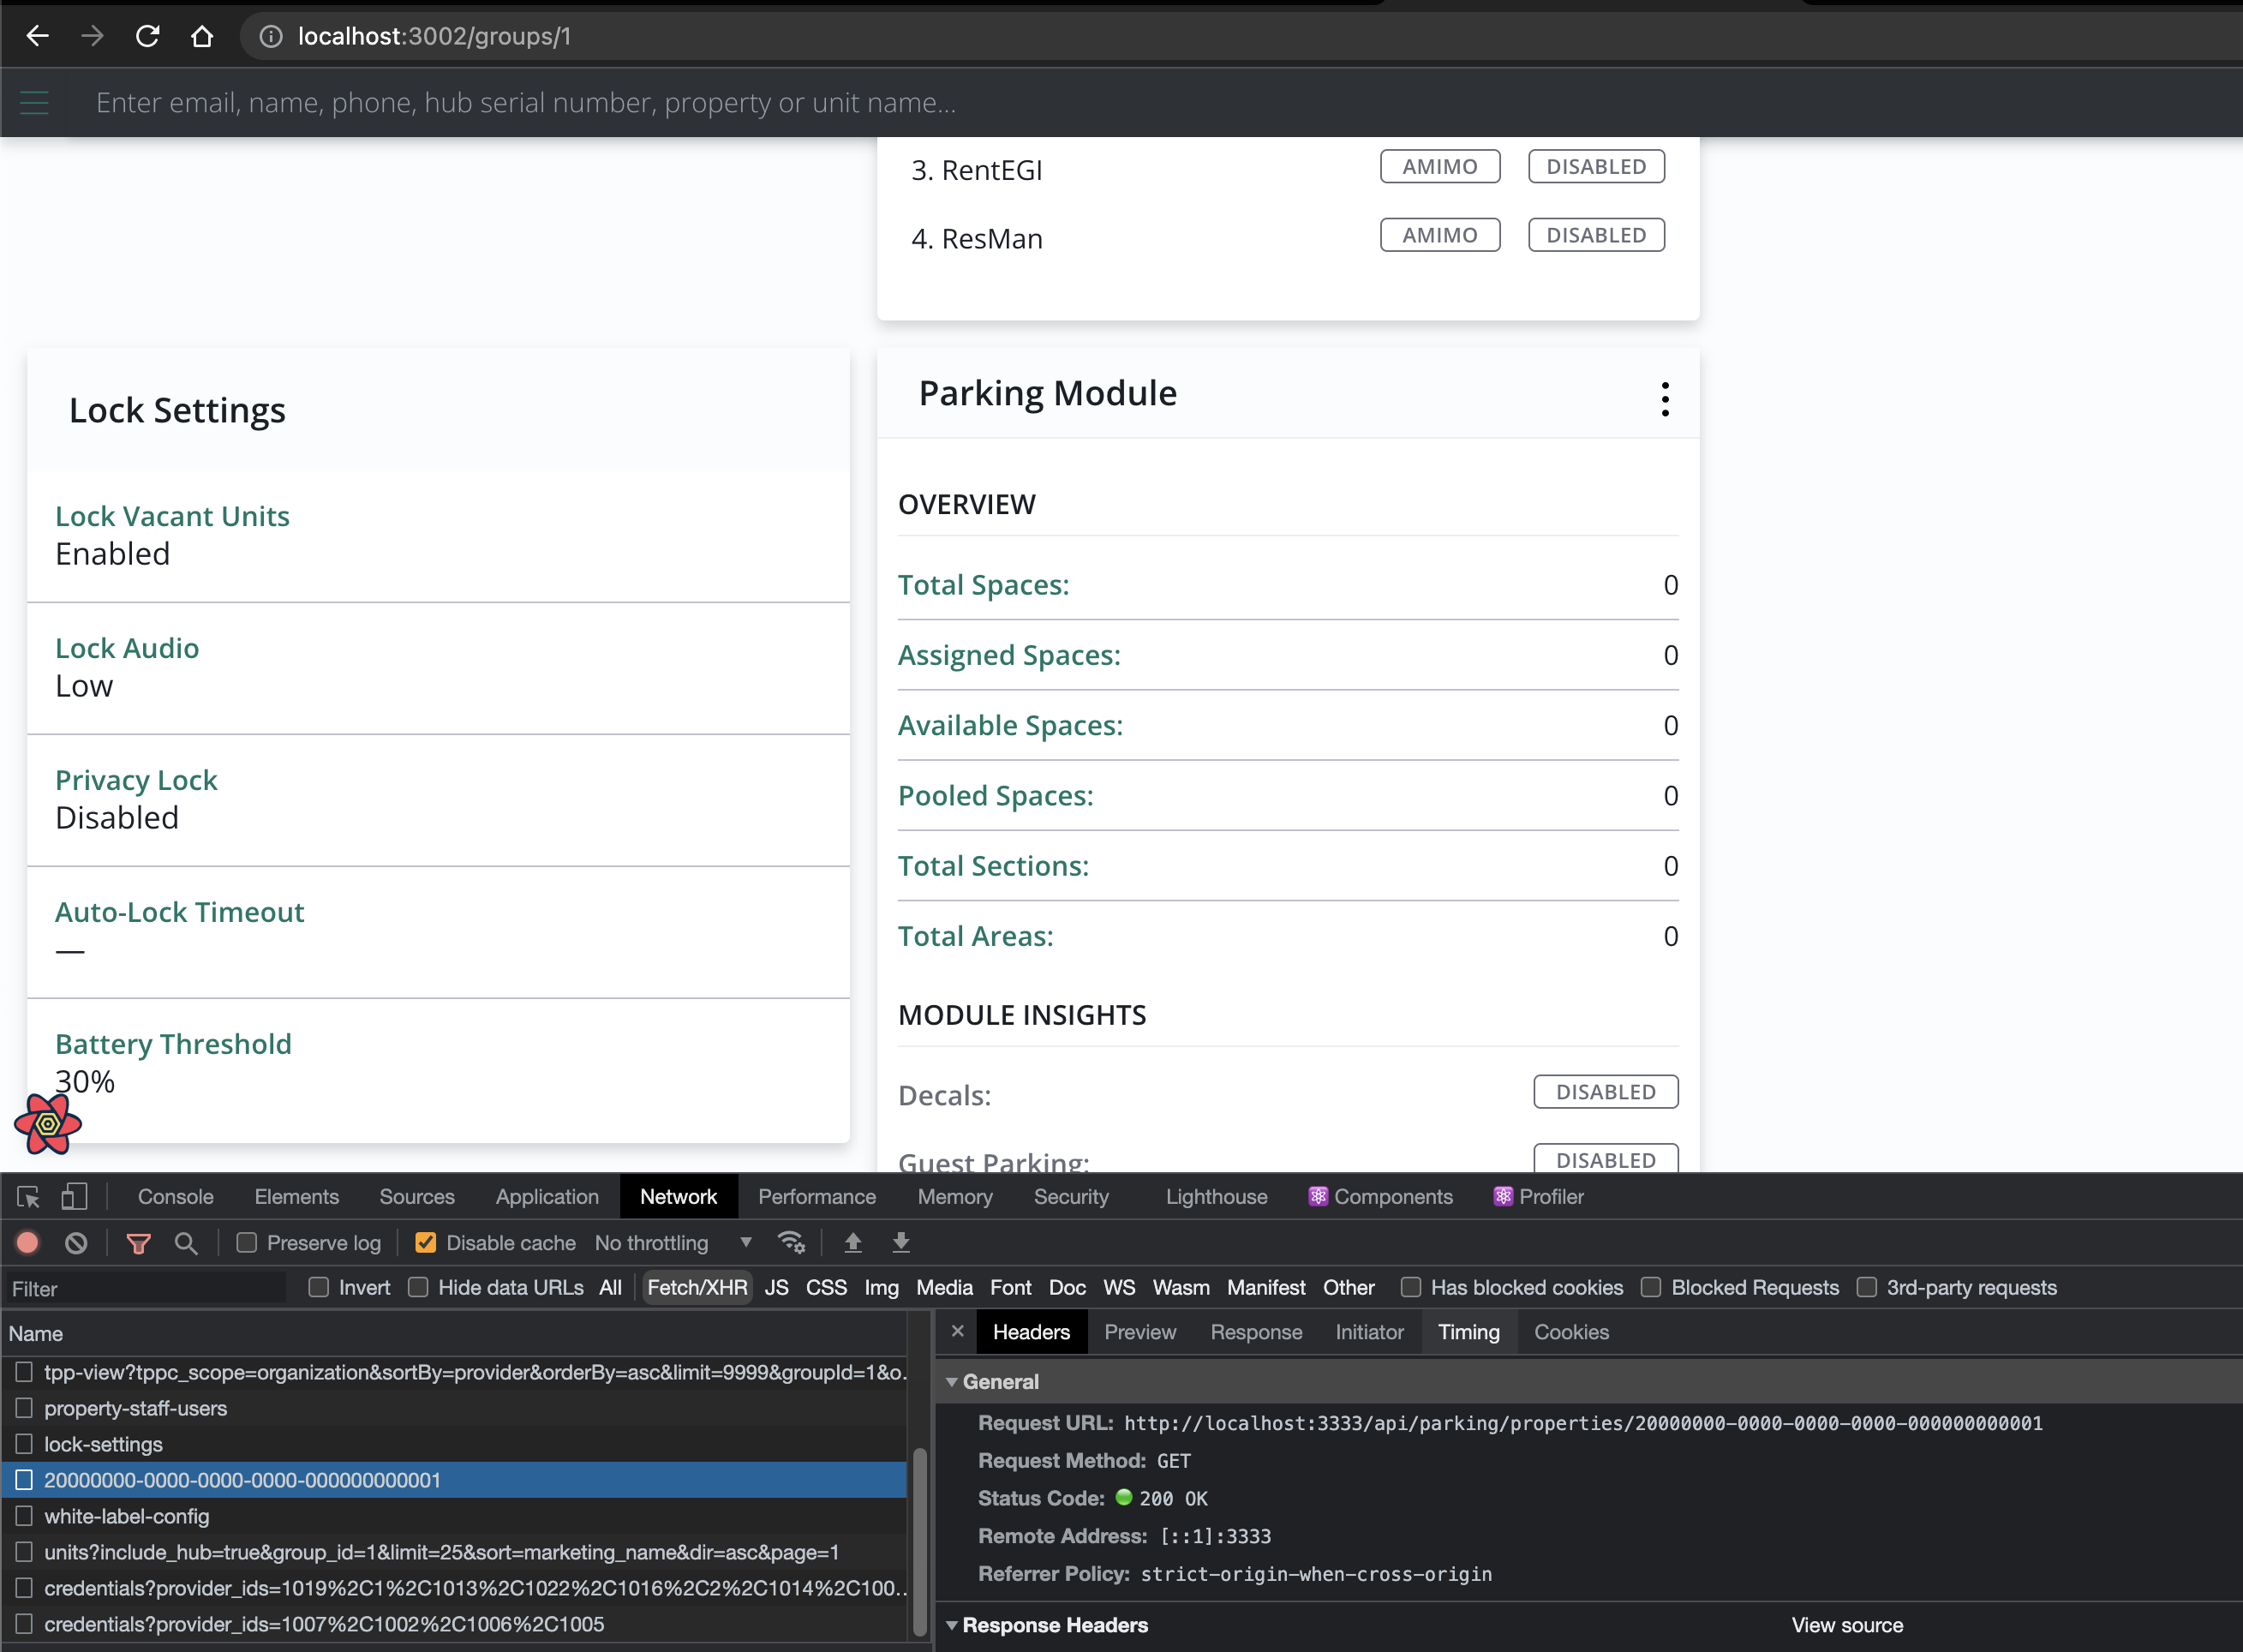 localhost:3002/groups/1
Enter email, name, phone, hub serial number, property or unit name...
3. RentEGI AMIMO DISABLED
4. ResMan AMIMO DISABLED
Lock Settings
Lock Vacant Units
Enabled
Lock Audio
Low
Privacy Lock
Disabled
Auto-Lock Timeout
—
Battery Threshold
30%
Parking Module
OVERVIEW
Total Spaces: 0
Assigned Spaces: 0
Available Spaces: 0
Pooled Spaces: 0
Total Sections: 0
Total Areas: 0
MODULE INSIGHTS
Decals: DISABLED
Guest Parking: DISABLED
Console Elements Sources Application Network Performance Memory Security Lighthouse Components Profiler
Preserve log Disable cache No throttling
Filter Invert Hide data URLs All Fetch/XHR JS CSS Img Media Font Doc WS Wasm Manifest Other Has blocked cookies Blocked Requests 3rd-party requests
Name
tpp-view?tppc_scope=organization&sortBy=provider&orderBy=asc&limit=9999&groupId=1&o...
property-staff-users
lock-settings
20000000-0000-0000-0000-000000000001
white-label-config
units?include_hub=true&group_id=1&limit=25&sort=marketing_name&dir=asc&page=1
credentials?provider_ids=1019%2C1%2C1013%2C1022%2C1016%2C2%2C1014%2C100...
credentials?provider_ids=1007%2C1002%2C1006%2C1005
Headers Preview Response Initiator Timing Cookies
General
Request URL: http://localhost:3333/api/parking/properties/20000000-0000-0000-0000-000000000001
Request Method: GET
Status Code: 200 OK
Remote Address: [::1]:3333
Referrer Policy: strict-origin-when-cross-origin
Response Headers View source